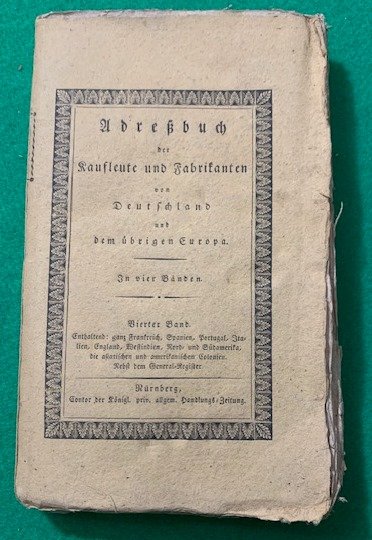 Adreßbuch
der
Kaufleute und Fabrikanten
von
Deutschland
und
dem übrigen Europa.
In vier Bänden.
Vierter Band.
Enthaltend: ganz Frankreich, Spanien, Portugal, Ita-
lien, England, Westindien, Nord- und Südamerika,
die asiatischen und amerikanischen Colonien.
Nebst dem General-Register
Nürnberg,
Contor der Königl. priv. allgem. Handlungs-Zeitung.